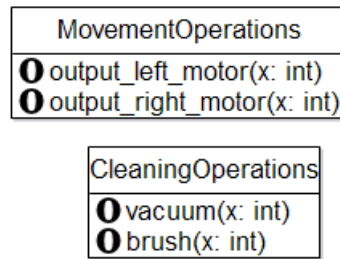 MovementOperations
O output_left_motor(x: int)
O output_right_motor(x: int)
CleaningOperations
O vacuum(x: int)
O brush(x: int)